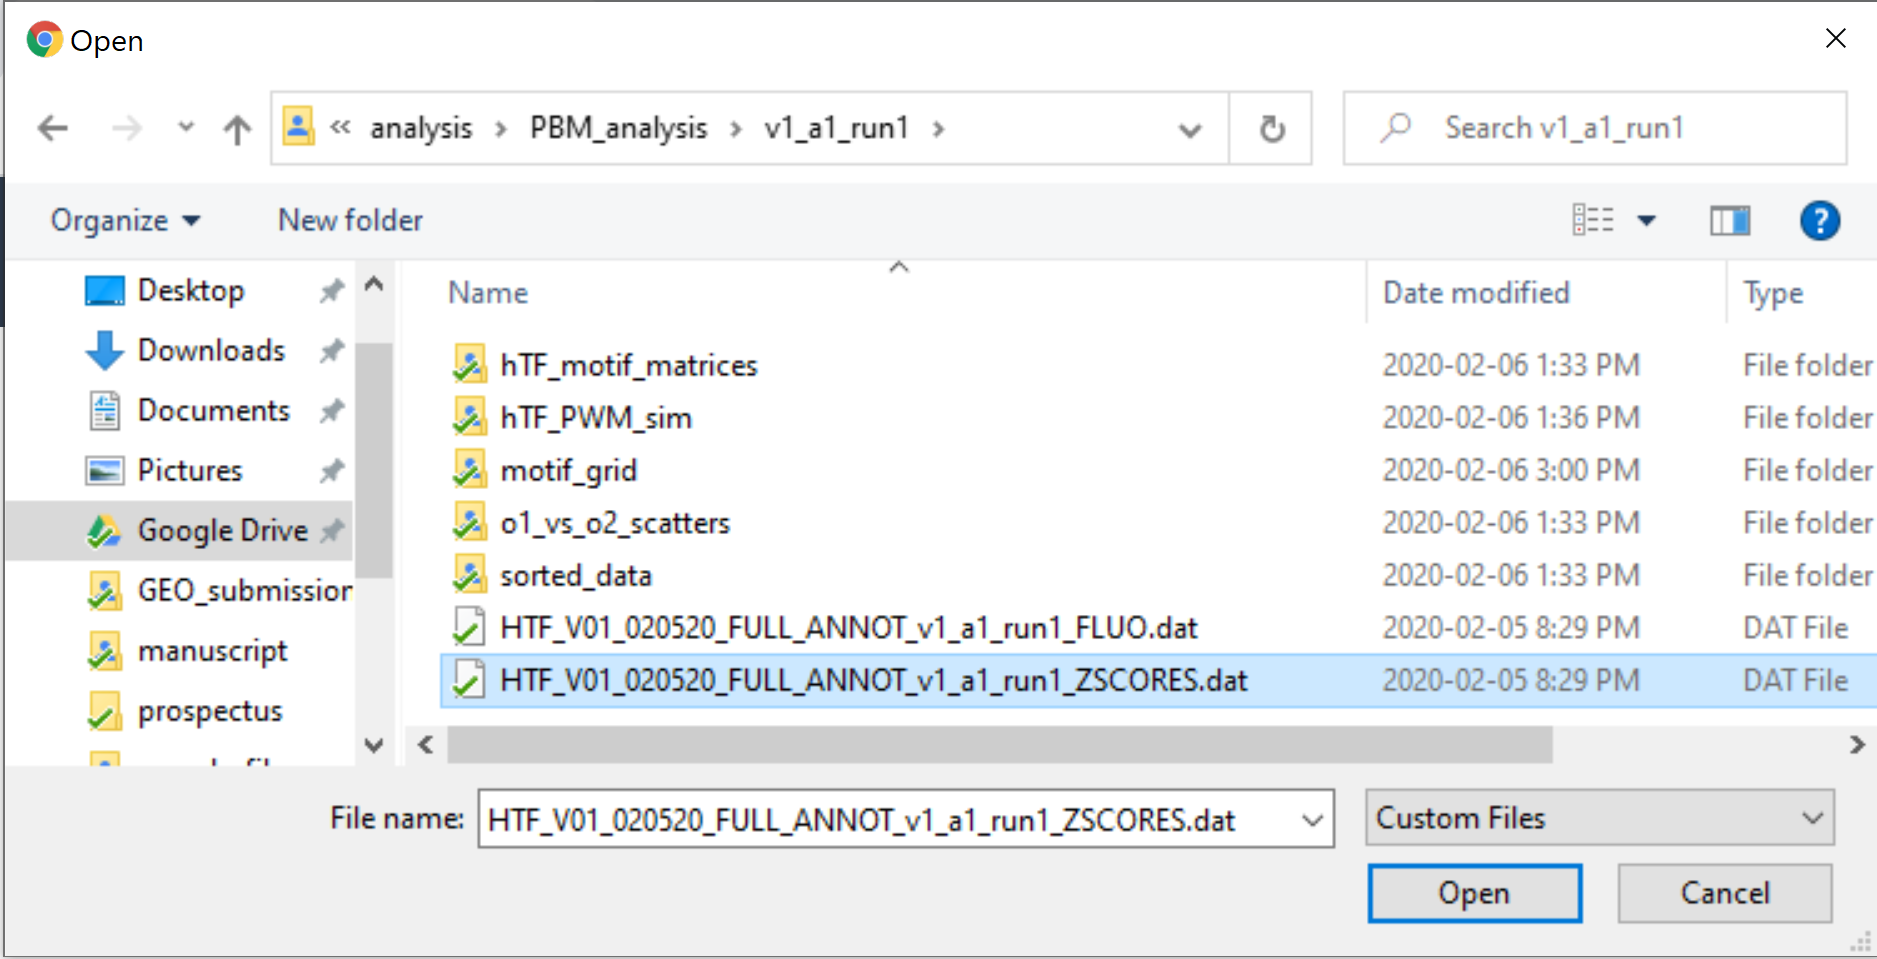 Open
« analysis › PBM_analysis › v1_a1_run1 ›
Search v1_a1_run1
Organize
New folder
?
Desktop
Downloads
Documents
Pictures
Google Drive
GEO_submission
manuscript
prospectus
Name Date modified Type
hTF_motif_matrices 2020-02-06 1:33 PM File folder
hTF_PWM_sim 2020-02-06 1:36 PM File folder
motif_grid 2020-02-06 3:00 PM File folder
o1_vs_o2_scatters 2020-02-06 1:33 PM File folder
sorted_data 2020-02-06 1:33 PM File folder
HTF_V01_020520_FULL_ANNOT_v1_a1_run1_FLUO.dat 2020-02-05 8:29 PM DAT File
HTF_V01_020520_FULL_ANNOT_v1_a1_run1_ZSCORES.dat 2020-02-05 8:29 PM DAT File
File name: HTF_V01_020520_FULL_ANNOT_v1_a1_run1_ZSCORES.dat
Custom Files
Open
Cancel